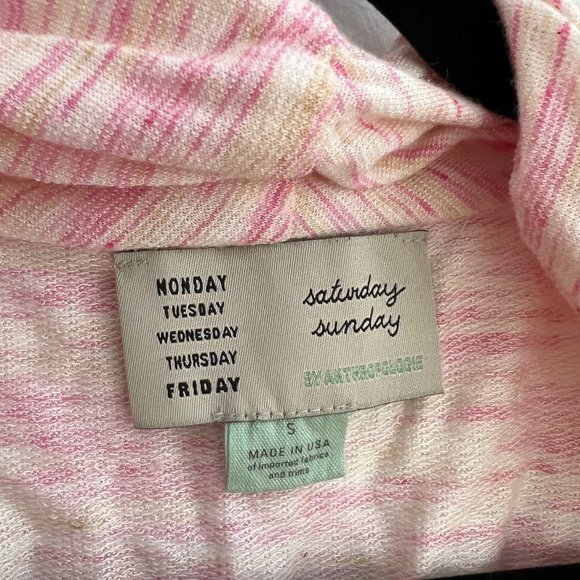 MONDAY
TUESDAY
WEDNESDAY
THURSDAY
FRIDAY
saturday
sunday
BY ANTHROPOLOGIE
S
MADE IN USA
of imported fabrics
and trims